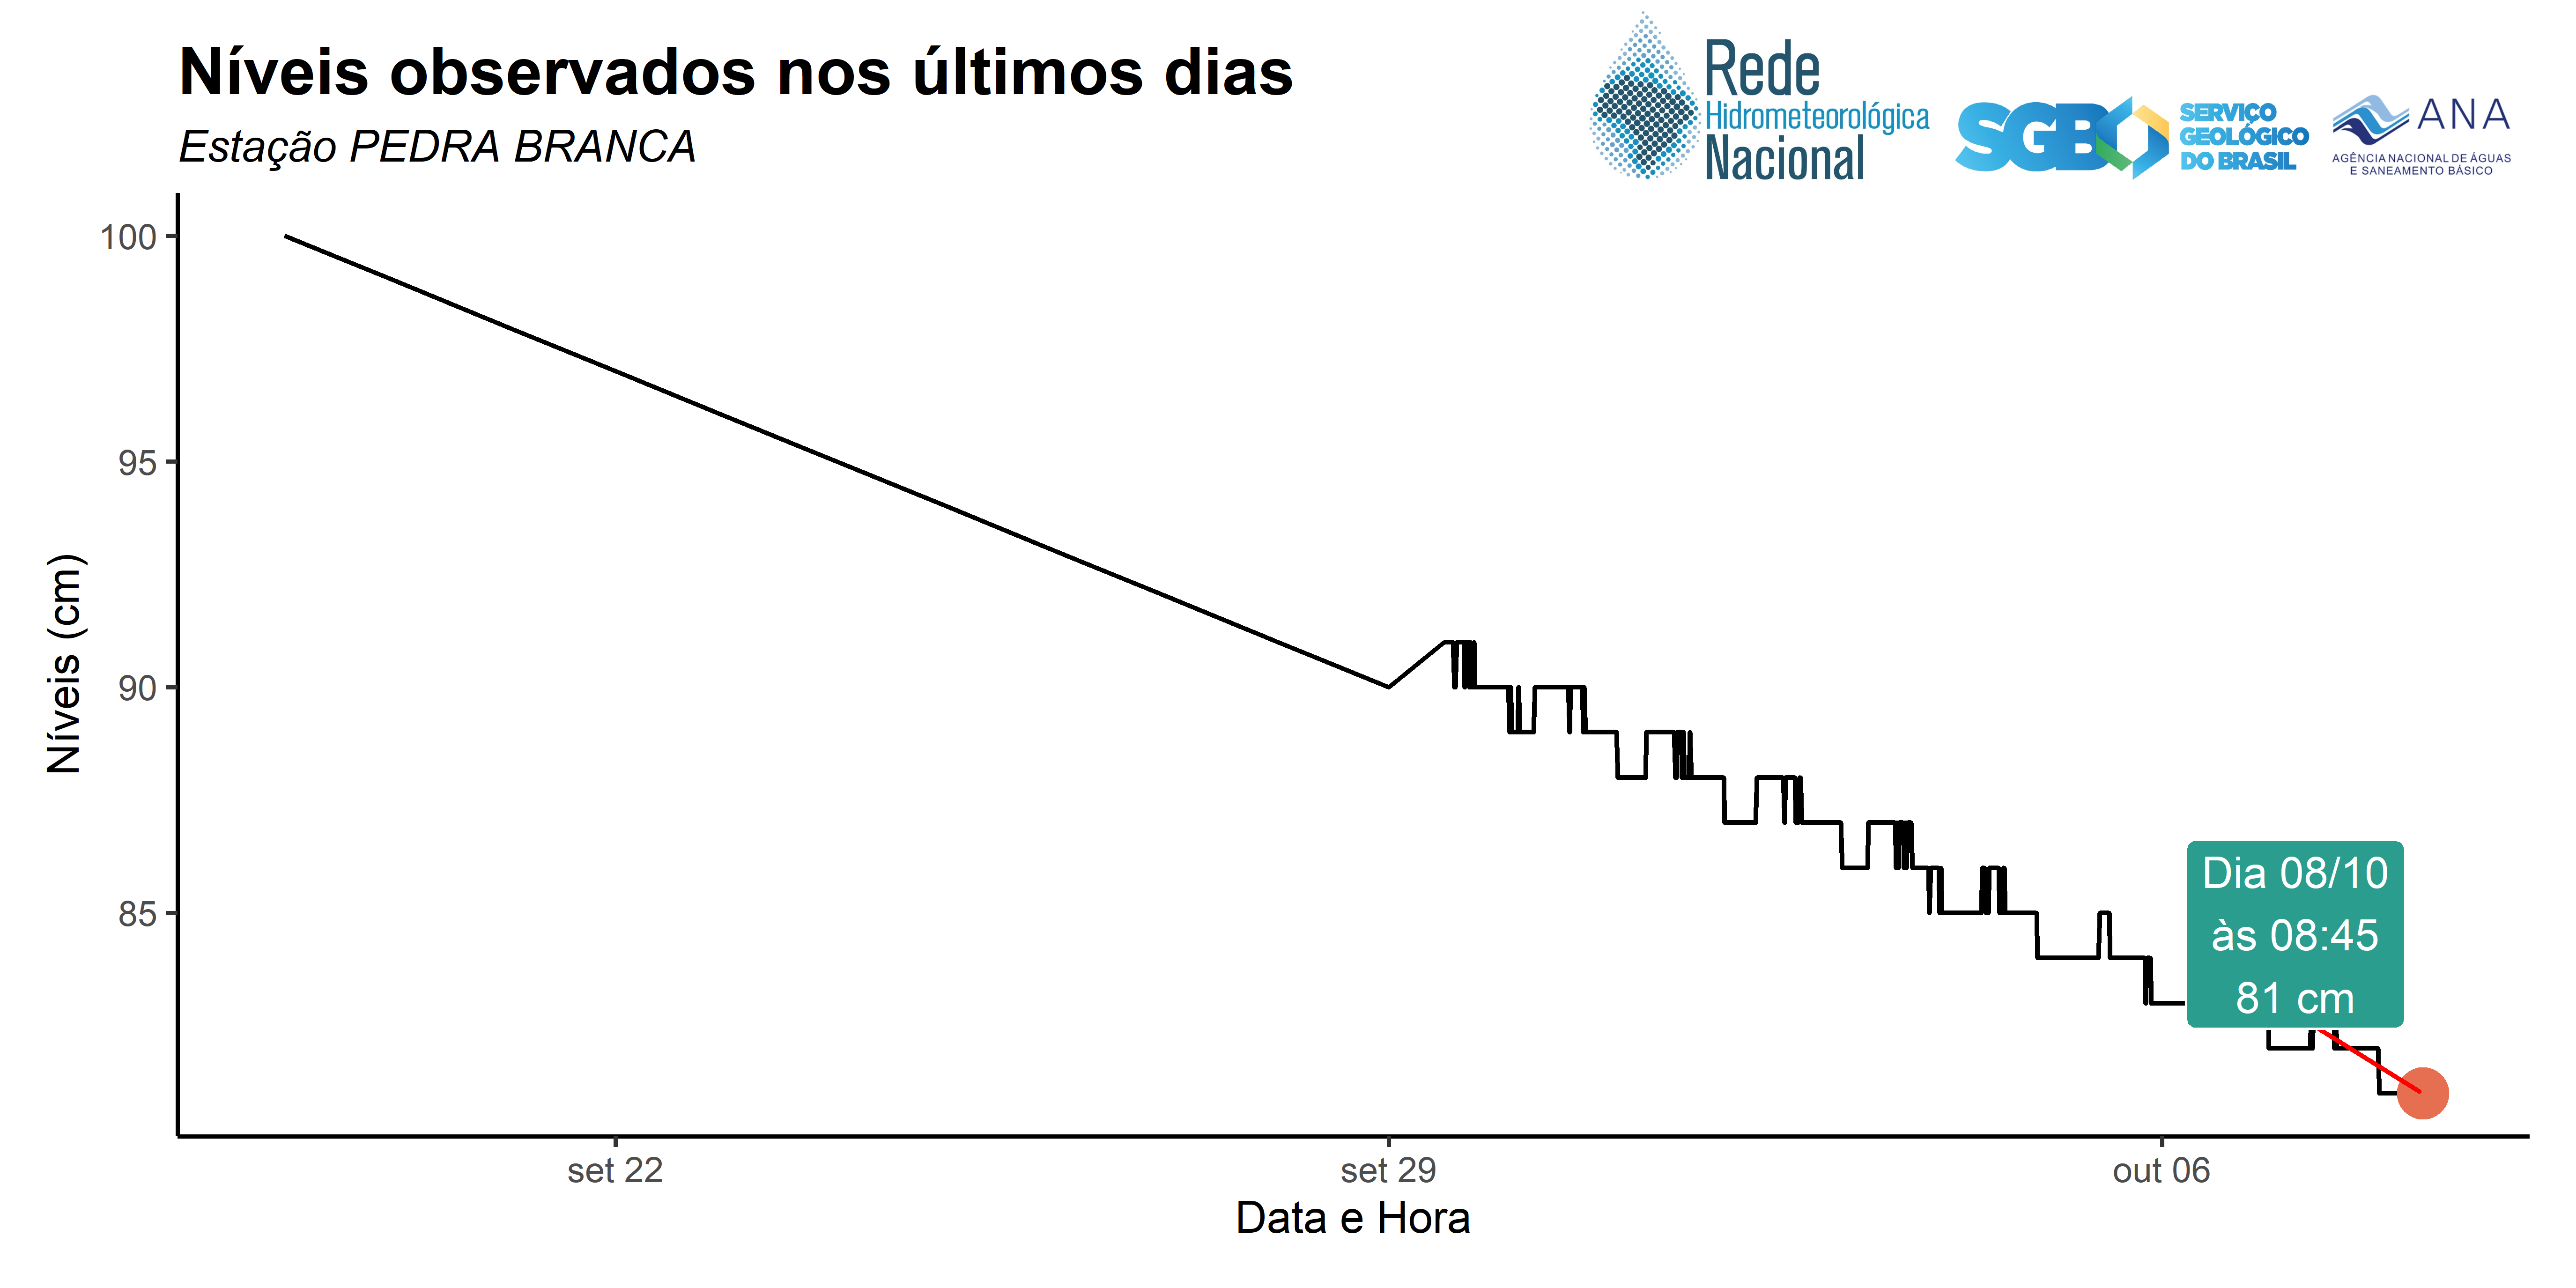 Níveis observados nos últimos dias
Estação PEDRA BRANCA
Rede
Hidrometeorológica
Nacional
SGB
SERVIÇO
GEOLÓGICO
DO BRASIL
ANA
AGÊNCIA NACIONAL DE ÁGUAS
E SANEAMENTO BÁSICO
Níveis (cm)
100
95
90
85
Dia 08/10
às 08:45
81 cm
set 22
set 29
out 06
Data e Hora